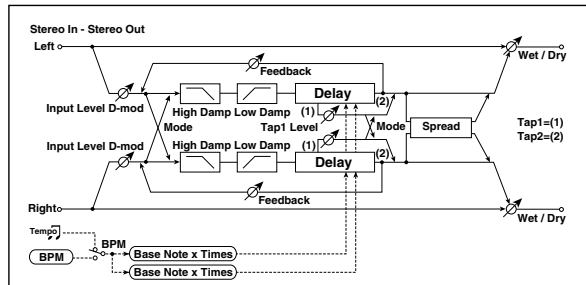 Stereo In - Stereo Out
Left
Wet / Dry
Feedback
Input Level D-mod
High Damp Low Damp
Delay
(1)
(2)
Mode
Tap1 Level
Mode
Spread
Tap1=(1)
Tap2=(2)
Input Level D-mod
High Damp Low Damp
(1)
(2)
Delay
Feedback
Right
Wet / Dry
Tempo
BPM
BPM
Base Note x Times
Base Note x Times